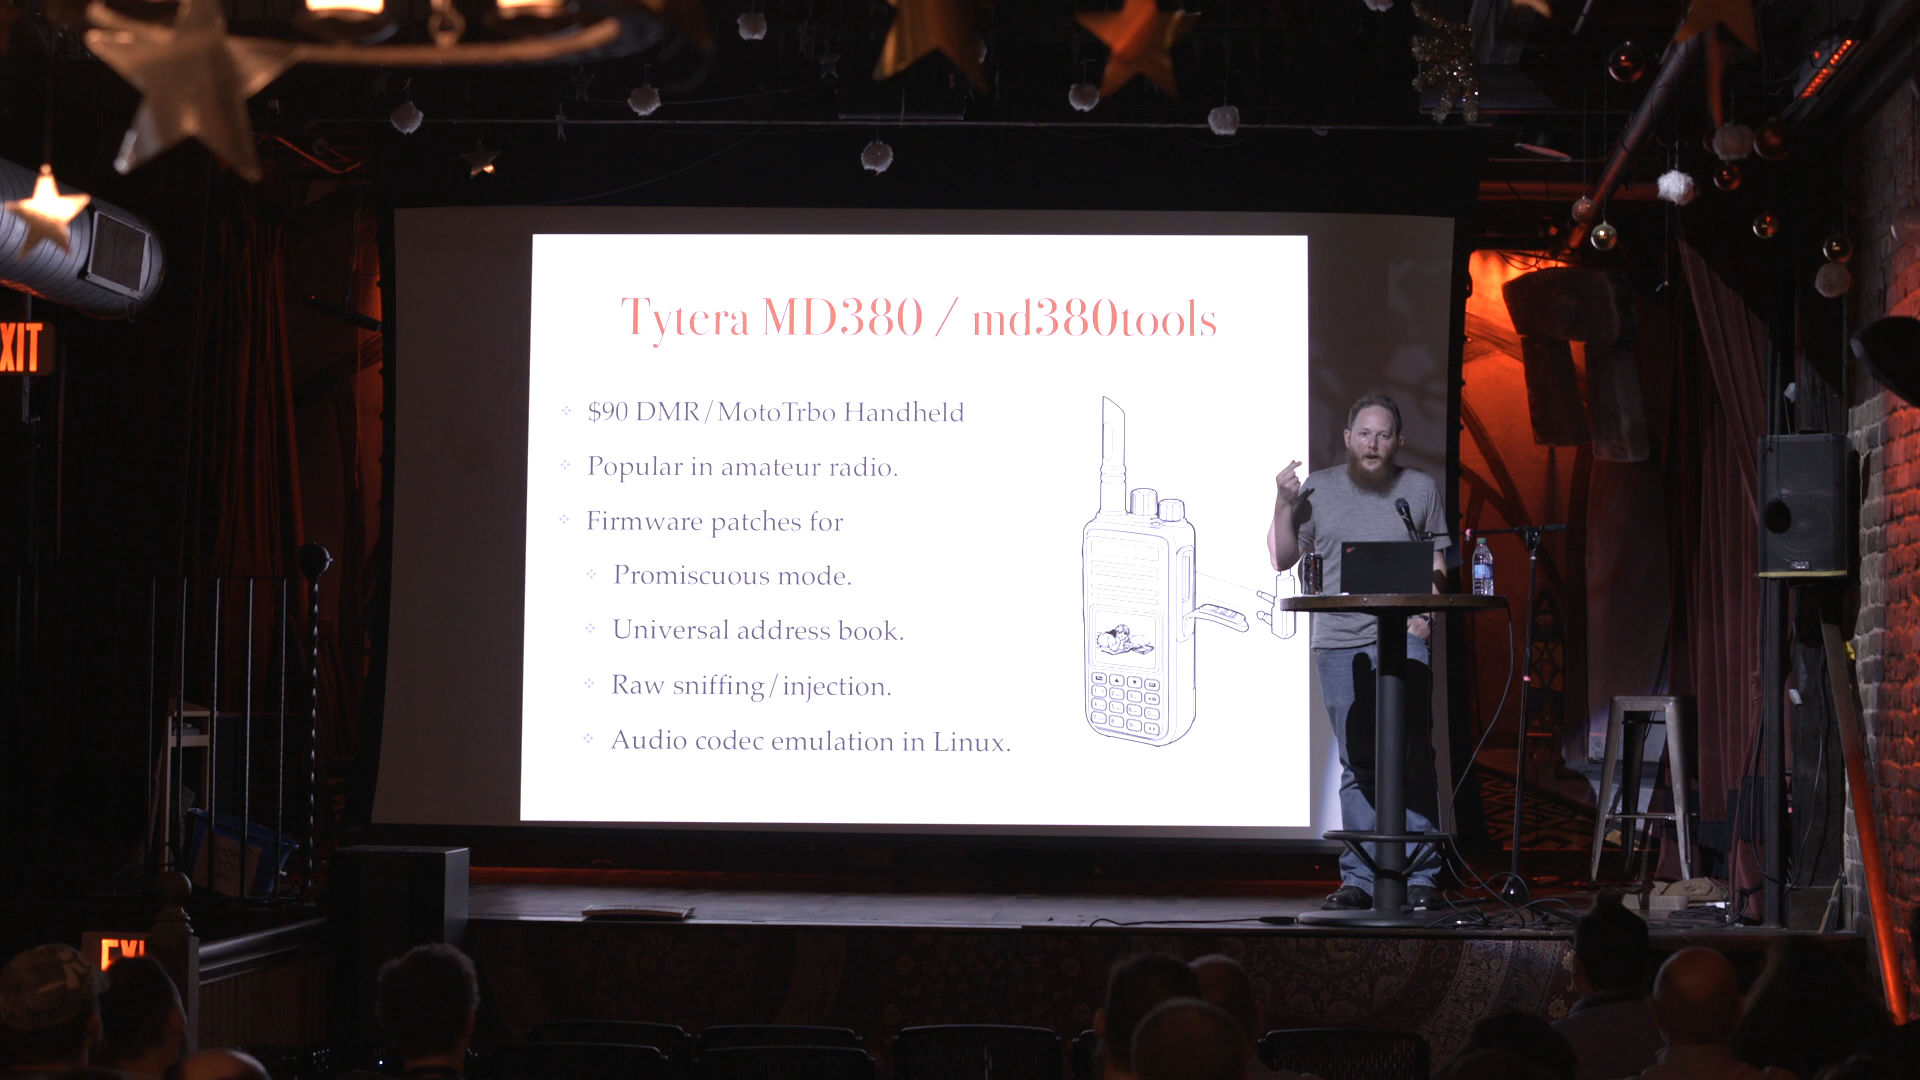 Tytera MD380 / md380tools
$90 DMR/MotoTrbo Handheld
Popular in amateur radio.
Firmware patches for
Promiscuous mode.
Universal address book.
Raw sniffing/injection.
Audio codec emulation in Linux.
XIT
EXI